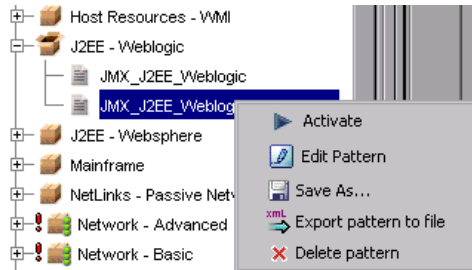 Host Resources - WMI
J2EE - Weblogic
JMX_J2EE_Weblogic
JMX_J2EE_Weblog
J2EE - Websphere
Mainframe
NetLinks - Passive Net
Network - Advanced
Network - Basic
Activate
Edit Pattern
Save As...
xml Export pattern to file
Delete pattern